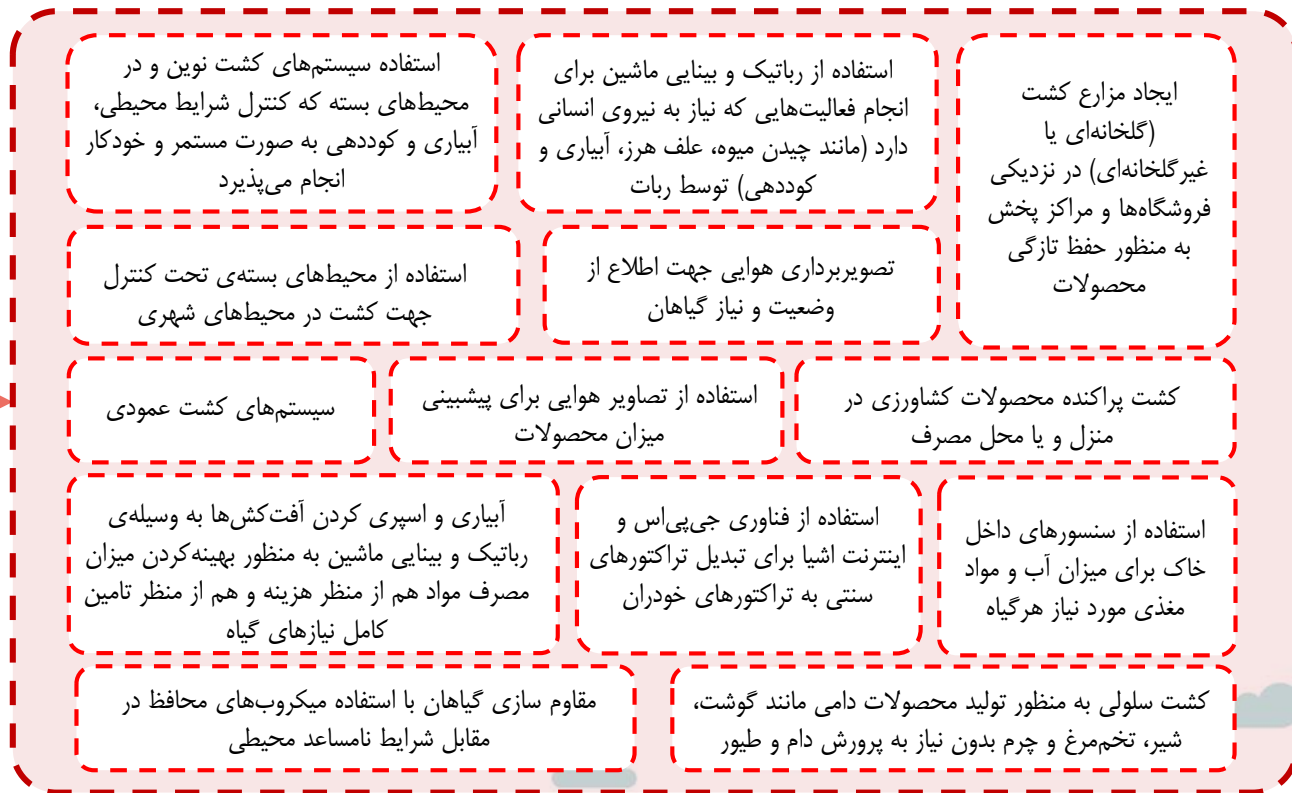 ایجاد مزارع کشت
(گلخانه‌ای یا
غیرگلخانه‌ای) در نزدیکی
فروشگاه‌ها و مراکز پخش
به منظور حفظ تازگی
محصولات
استفاده از رباتیک و بینایی ماشین برای
انجام فعالیت‌هایی که نیاز به نیروی انسانی
دارد (مانند چیدن میوه، علف هرز، آبیاری و
کوددهی) توسط ربات
استفاده سیستم‌های کشت نوین و در
محیط‌های بسته که کنترل شرایط محیطی،
آبیاری و کوددهی به صورت مستمر و خودکار
انجام می‌پذیرد
تصویربرداری هوایی جهت اطلاع از
وضعیت و نیاز گیاهان
استفاده از محیط‌های بسته‌ی تحت کنترل
جهت کشت در محیط‌های شهری
کشت پراکنده محصولات کشاورزی در
منزل و یا محل مصرف
استفاده از تصاویر هوایی برای پیشبینی
میزان محصولات
سیستم‌های کشت عمودی
استفاده از سنسورهای داخل
خاک برای میزان آب و مواد
مغذی مورد نیاز هرگیاه
استفاده از فناوری جی‌پی‌اس و
اینترنت اشیا برای تبدیل تراکتورهای
سنتی به تراکتورهای خودران
آبیاری و اسپری کردن آفت‌کش‌ها به وسیله‌ی
رباتیک و بینایی ماشین به منظور بهینه‌کردن میزان
مصرف مواد هم از منظر هزینه و هم از منظر تامین
کامل نیازهای گیاه
کشت سلولی به منظور تولید محصولات دامی مانند گوشت،
شیر، تخم‌مرغ و چرم بدون نیاز به پرورش دام و طیور
مقاوم سازی گیاهان با استفاده میکروب‌های محافظ در
مقابل شرایط نامساعد محیطی